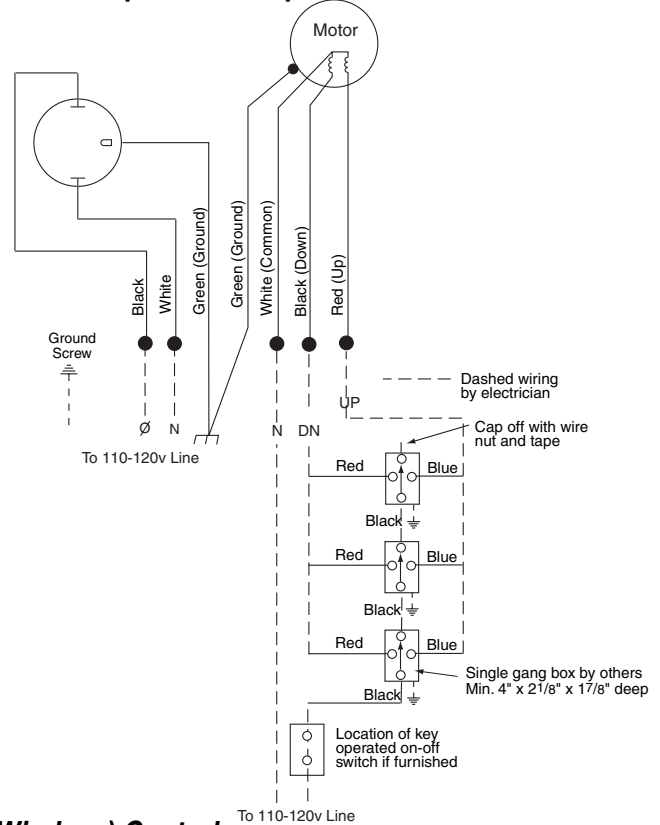 Motor
Black
White
Green (Ground)
Green (Ground)
White (Common)
Black (Down)
Red (Up)
Ground
Screw
Ø
N
To 110-120v Line
N
DN
UP
Dashed wiring
by electrician
Cap off with wire
nut and tape
Red
Blue
Black
Red
Blue
Black
Red
Blue
Black
Single gang box by others
Min. 4" x 21/8" x 17/8" deep
Location of key
operated on-off
switch if furnished
To 110-120v Line